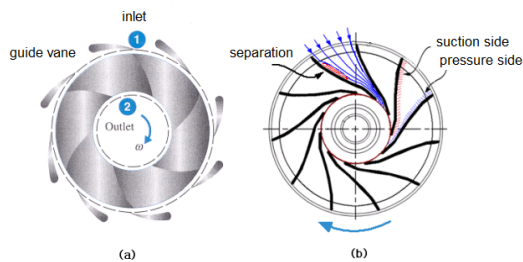 inlet
1
guide vane
2
Outlet
ω
(a)
separation
suction side
pressure side
(b)